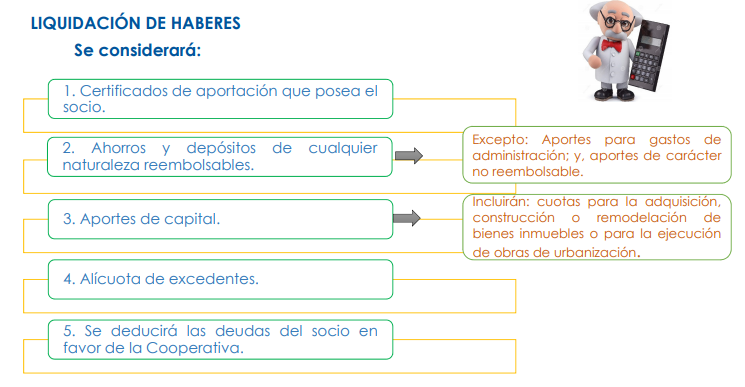 LIQUIDACIÓN DE HABERES
Se considerará:
1. Certificados de aportación que posea el
socio.
2. Ahorros y depósitos de cualquier
naturaleza reembolsables.
Excepto: Aportes para gastos de
administración; y, aportes de carácter
no reembolsable.
3. Aportes de capital.
Incluirán: cuotas para la adquisición,
construcción o remodelación de
bienes inmuebles o para la ejecución
de obras de urbanización.
4. Alícuota de excedentes.
5. Se deducirá las deudas del socio en
favor de la Cooperativa.